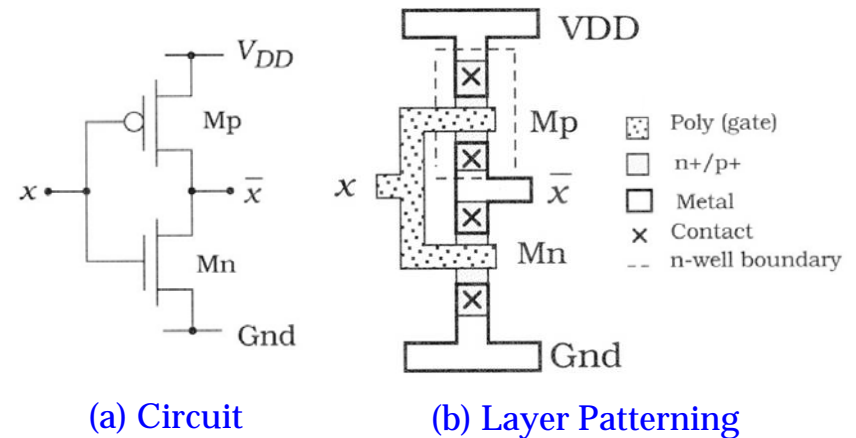 V_DD
Mp
x
x̄
Mn
Gnd
(a) Circuit
VDD
Mp
x
x̄
Mn
Gnd
Poly (gate)
n+/p+
Metal
Contact
n-well boundary
(b) Layer Patterning